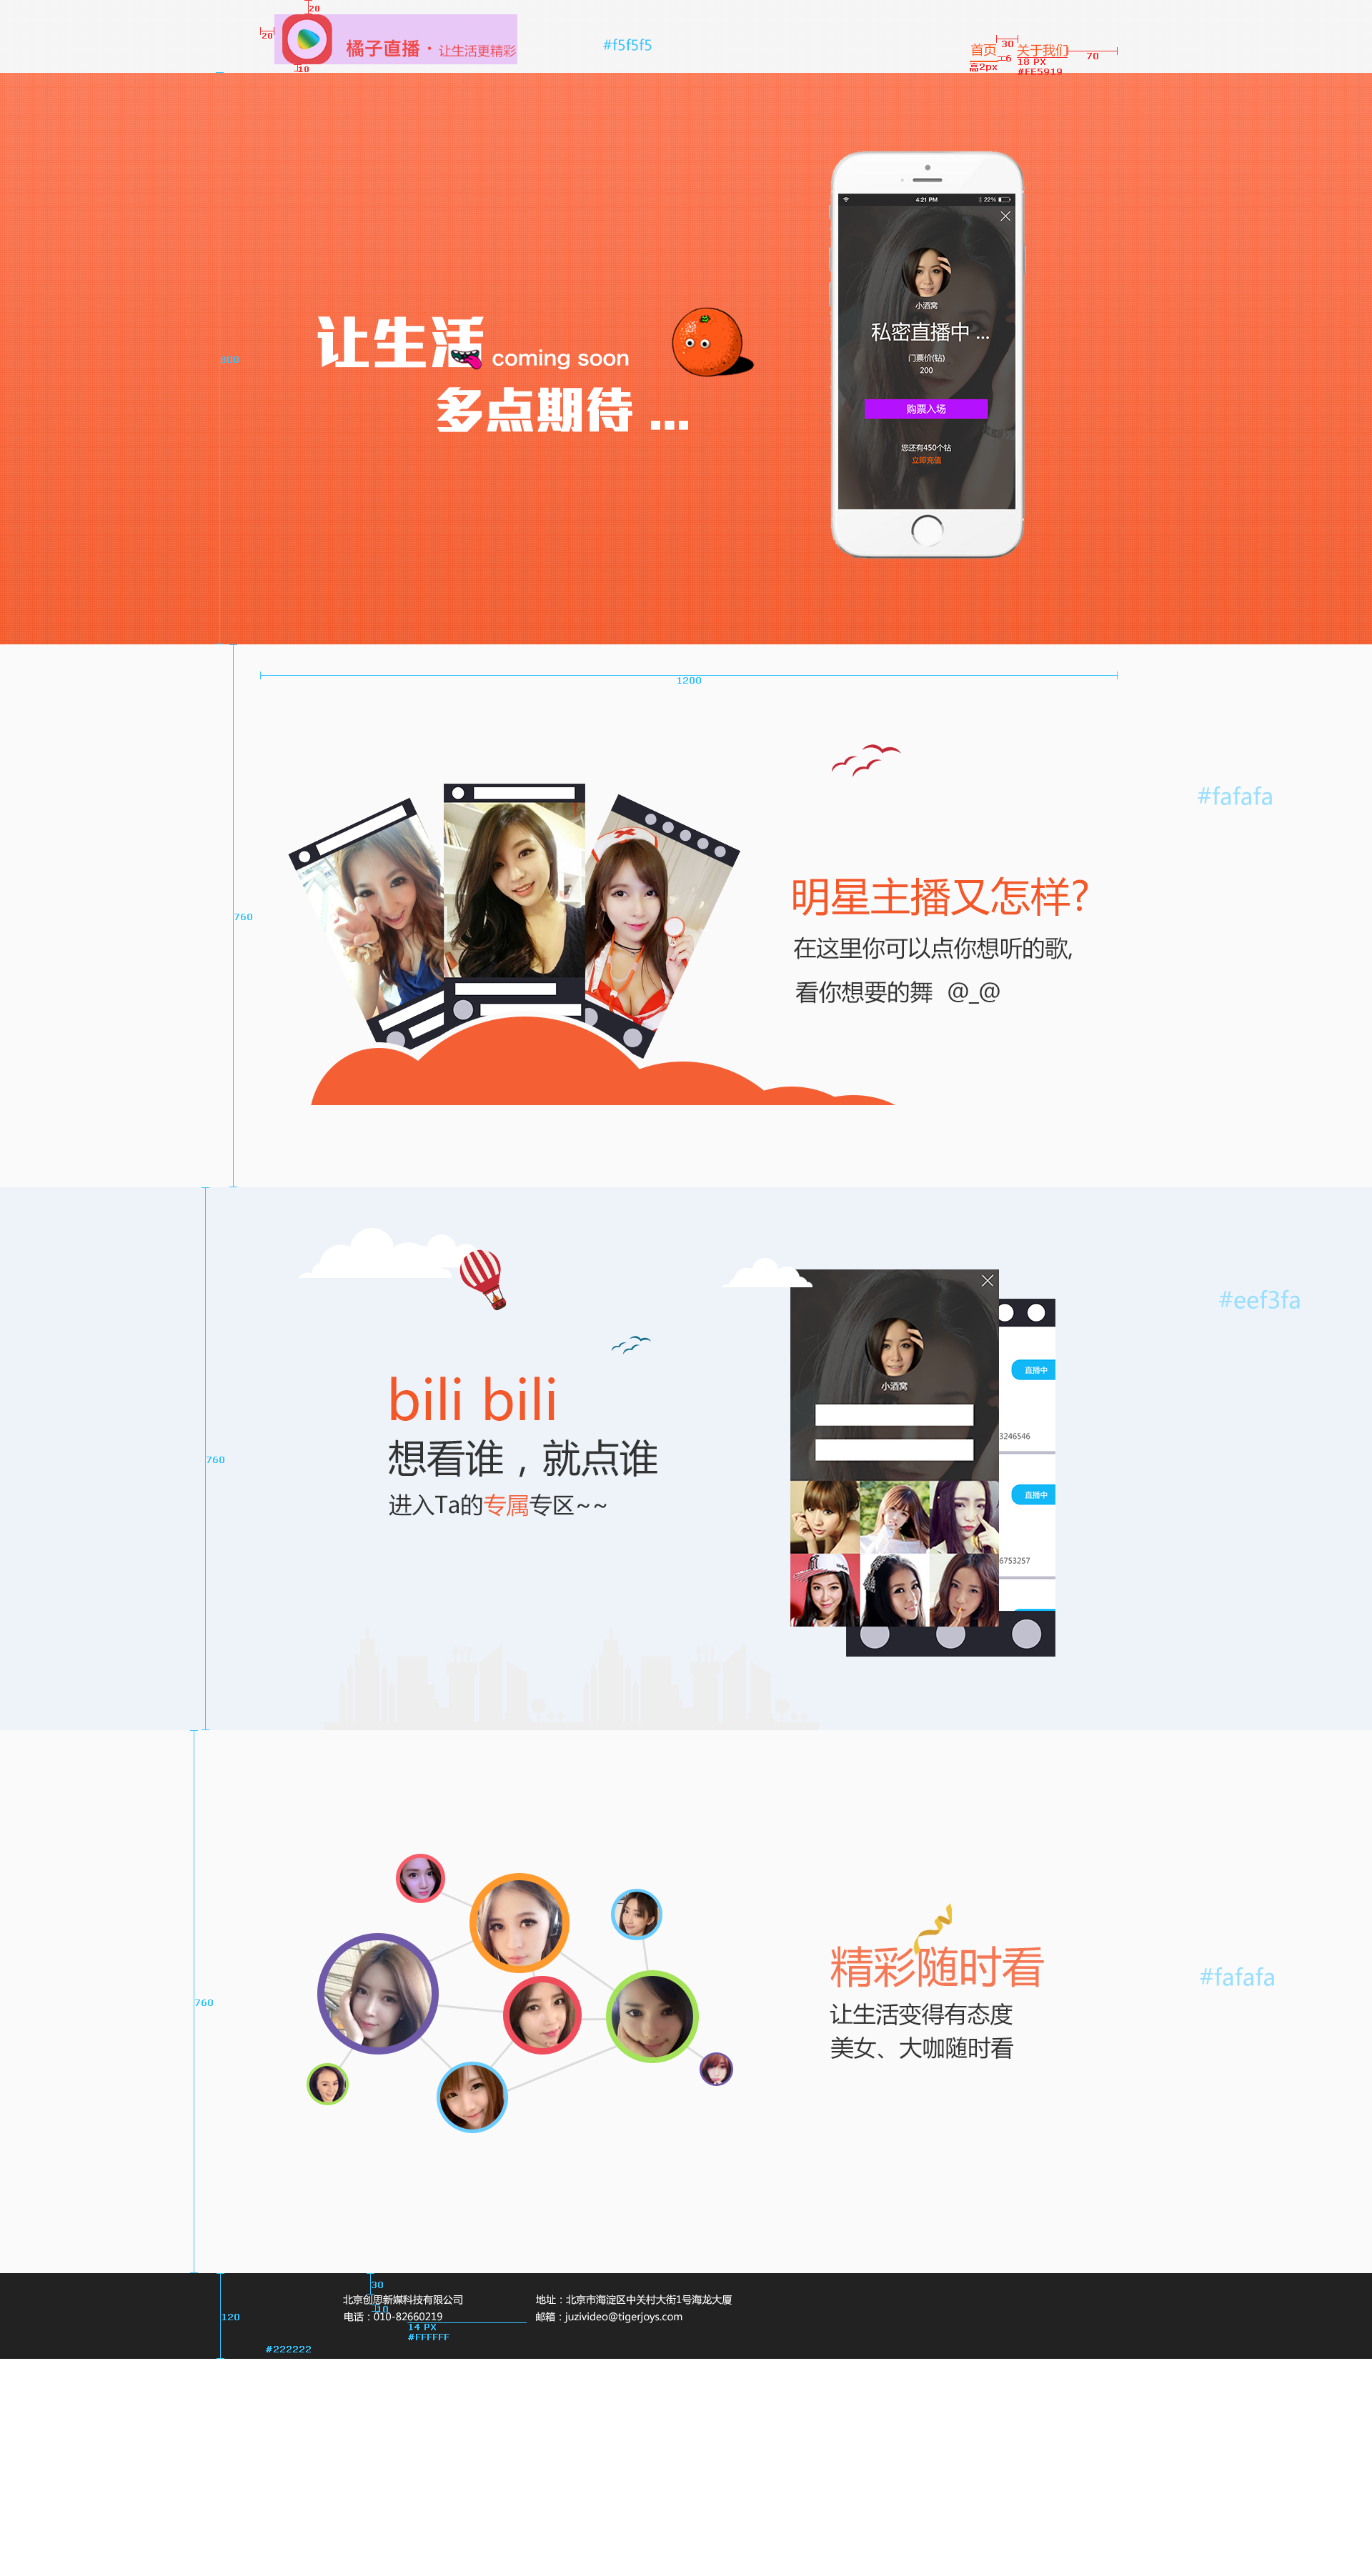 20
20
橘子直播·让生活更精彩
10
#f5f5f5
首页
关于我们
30
6
高2px
18 PX
#FE5919
70
800
4:21 PM
22%
小酒窝
私密直播中 ...
门票价(钻)
200
购票入场
您还有450个钻
立即充值
让生活
coming soon
多点期待 ...
1200
#fafafa
760
明星主播又怎样?
在这里你可以点你想听的歌,
看你想要的舞 @_@
#eef3fa
760
bili bili
想看谁，就点谁
进入Ta的专属专区~~
小酒窝
直播中
3246546
直播中
6753257
760
精彩随时看
让生活变得有态度
美女、大咖随时看
#fafafa
120
30
北京创思新媒科技有限公司
地址：北京市海淀区中关村大街1号海龙大厦
10
电话：010-82660219
邮箱：juzivideo@tigerjoys.com
14 PX
#FFFFFF
#222222